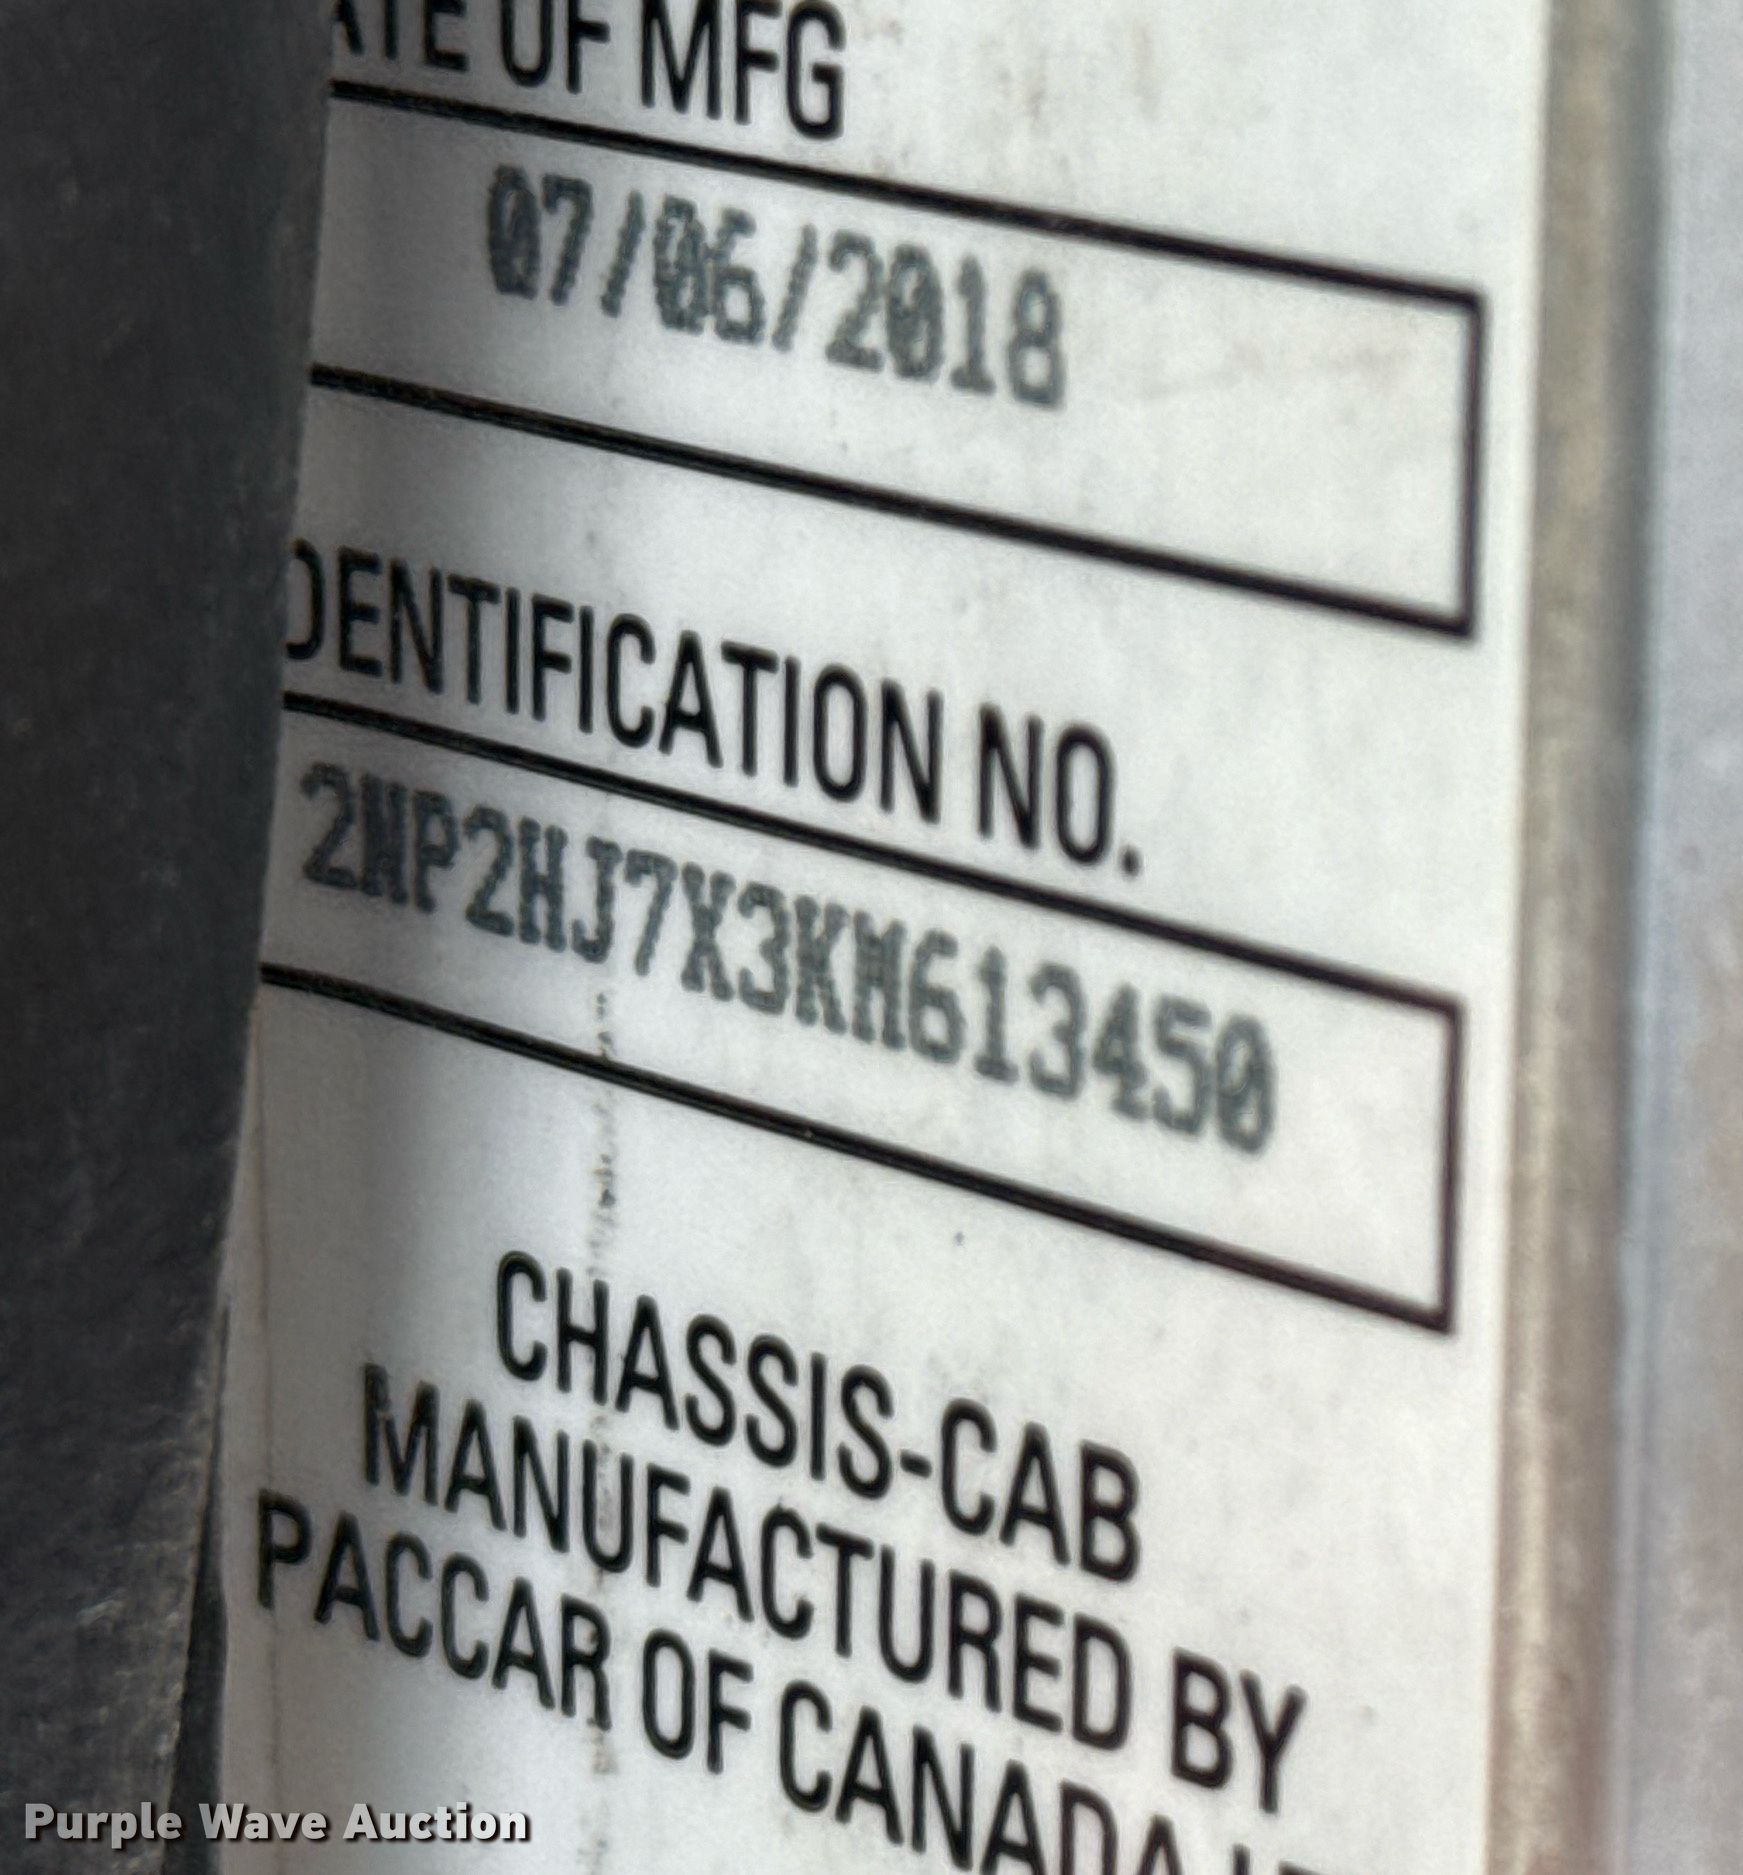 ATE OF MFG
07/06/2018
DENTIFICATION NO.
2NP2HJ7X3KM613450
CHASSIS-CAB
MANUFACTURED BY
PACCAR OF CANADA
Purple Wave Auction